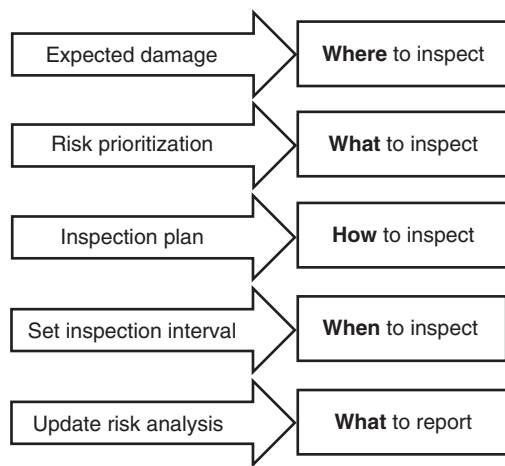 Expected damage
Where to inspect
Risk prioritization
What to inspect
Inspection plan
How to inspect
Set inspection interval
When to inspect
Update risk analysis
What to report